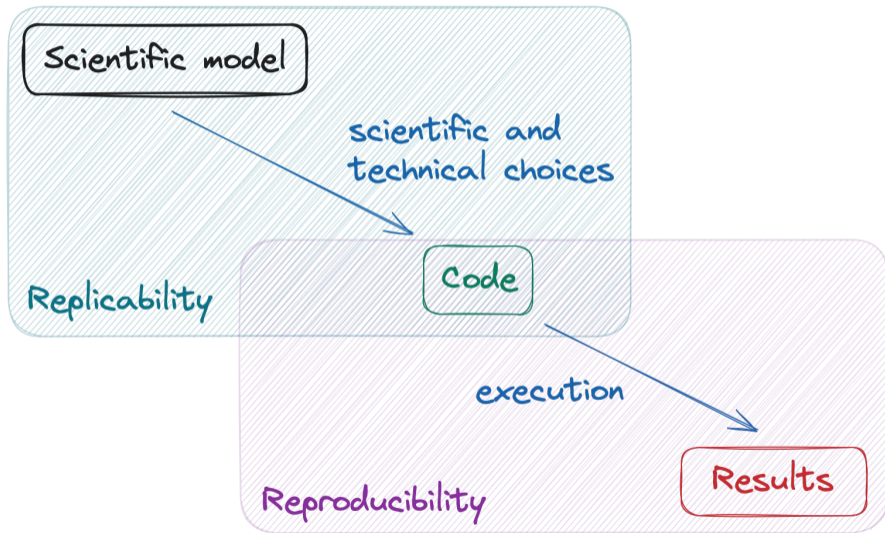 Scientific model
scientific and
technical choices
Code
Replicability
execution
Results
Reproducibility